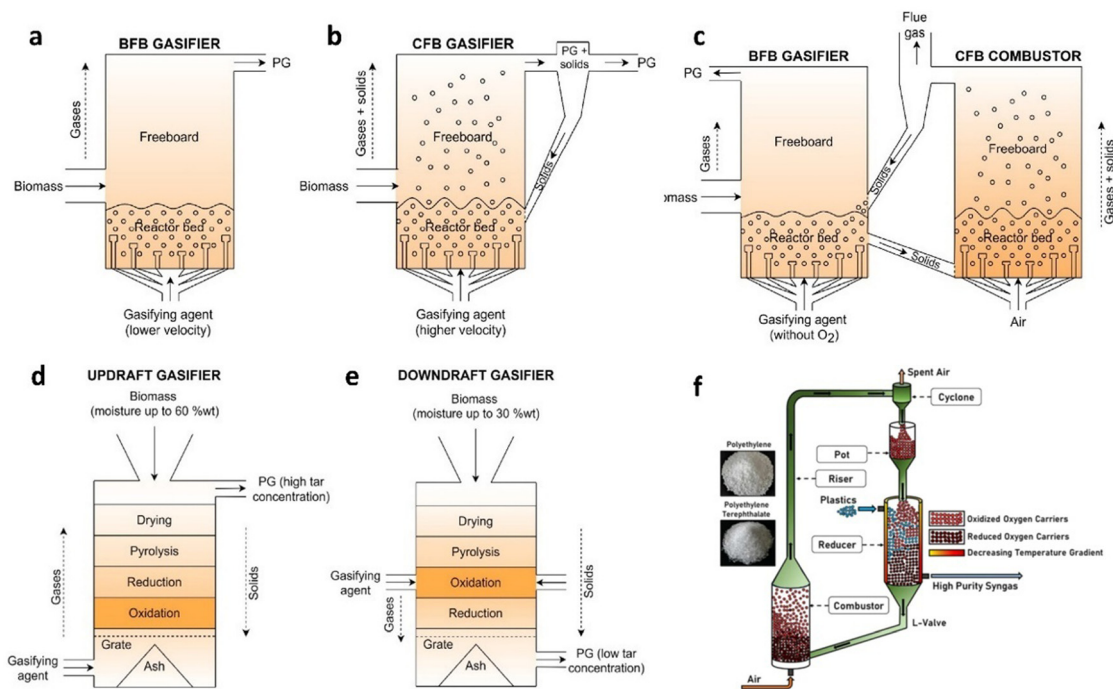 a
BFB GASIFIER
PG
Gases
Freeboard
Biomass
Reactor bed
Gasifying agent
(lower velocity)
b
CFB GASIFIER
PG +
solids
PG
Gases + solids
Freeboard
Solids
Biomass
Reactor bed
Gasifying agent
(higher velocity)
c
Flue
gas
BFB GASIFIER
CFB COMBUSTOR
PG
Gases
Freeboard
Freeboard
Solids
Gases + solids
omass
Reactor bed
Reactor bed
Solids
Gasifying agent
(without O₂)
Air
d
UPDRAFT GASIFIER
Biomass
(moisture up to 60 %wt)
PG (high tar
concentration)
Drying
Pyrolysis
Reduction
Oxidation
Gases
Solids
Grate
Gasifying
agent
Ash
e
DOWNDRAFT GASIFIER
Biomass
(moisture up to 30 %wt)
Drying
Pyrolysis
Gasifying
agent
Oxidation
Reduction
Gases
Solids
Grate
Ash
PG (low tar
concentration)
f
Spent Air
Cyclone
Polyethylene
Pot
Riser
Plastics
Polyethylene
Terephthalate
Oxidized Oxygen Carriers
Reducer
Reduced Oxygen Carriers
Decreasing Temperature Gradient
High Purity Syngas
Combustor
L-Valve
Air